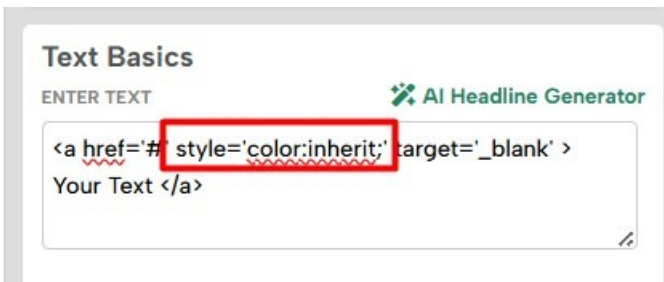 Text Basics
ENTER TEXT AI Headline Generator
<a href='#' style='color:inherit;' target='_blank' >
Your Text </a>